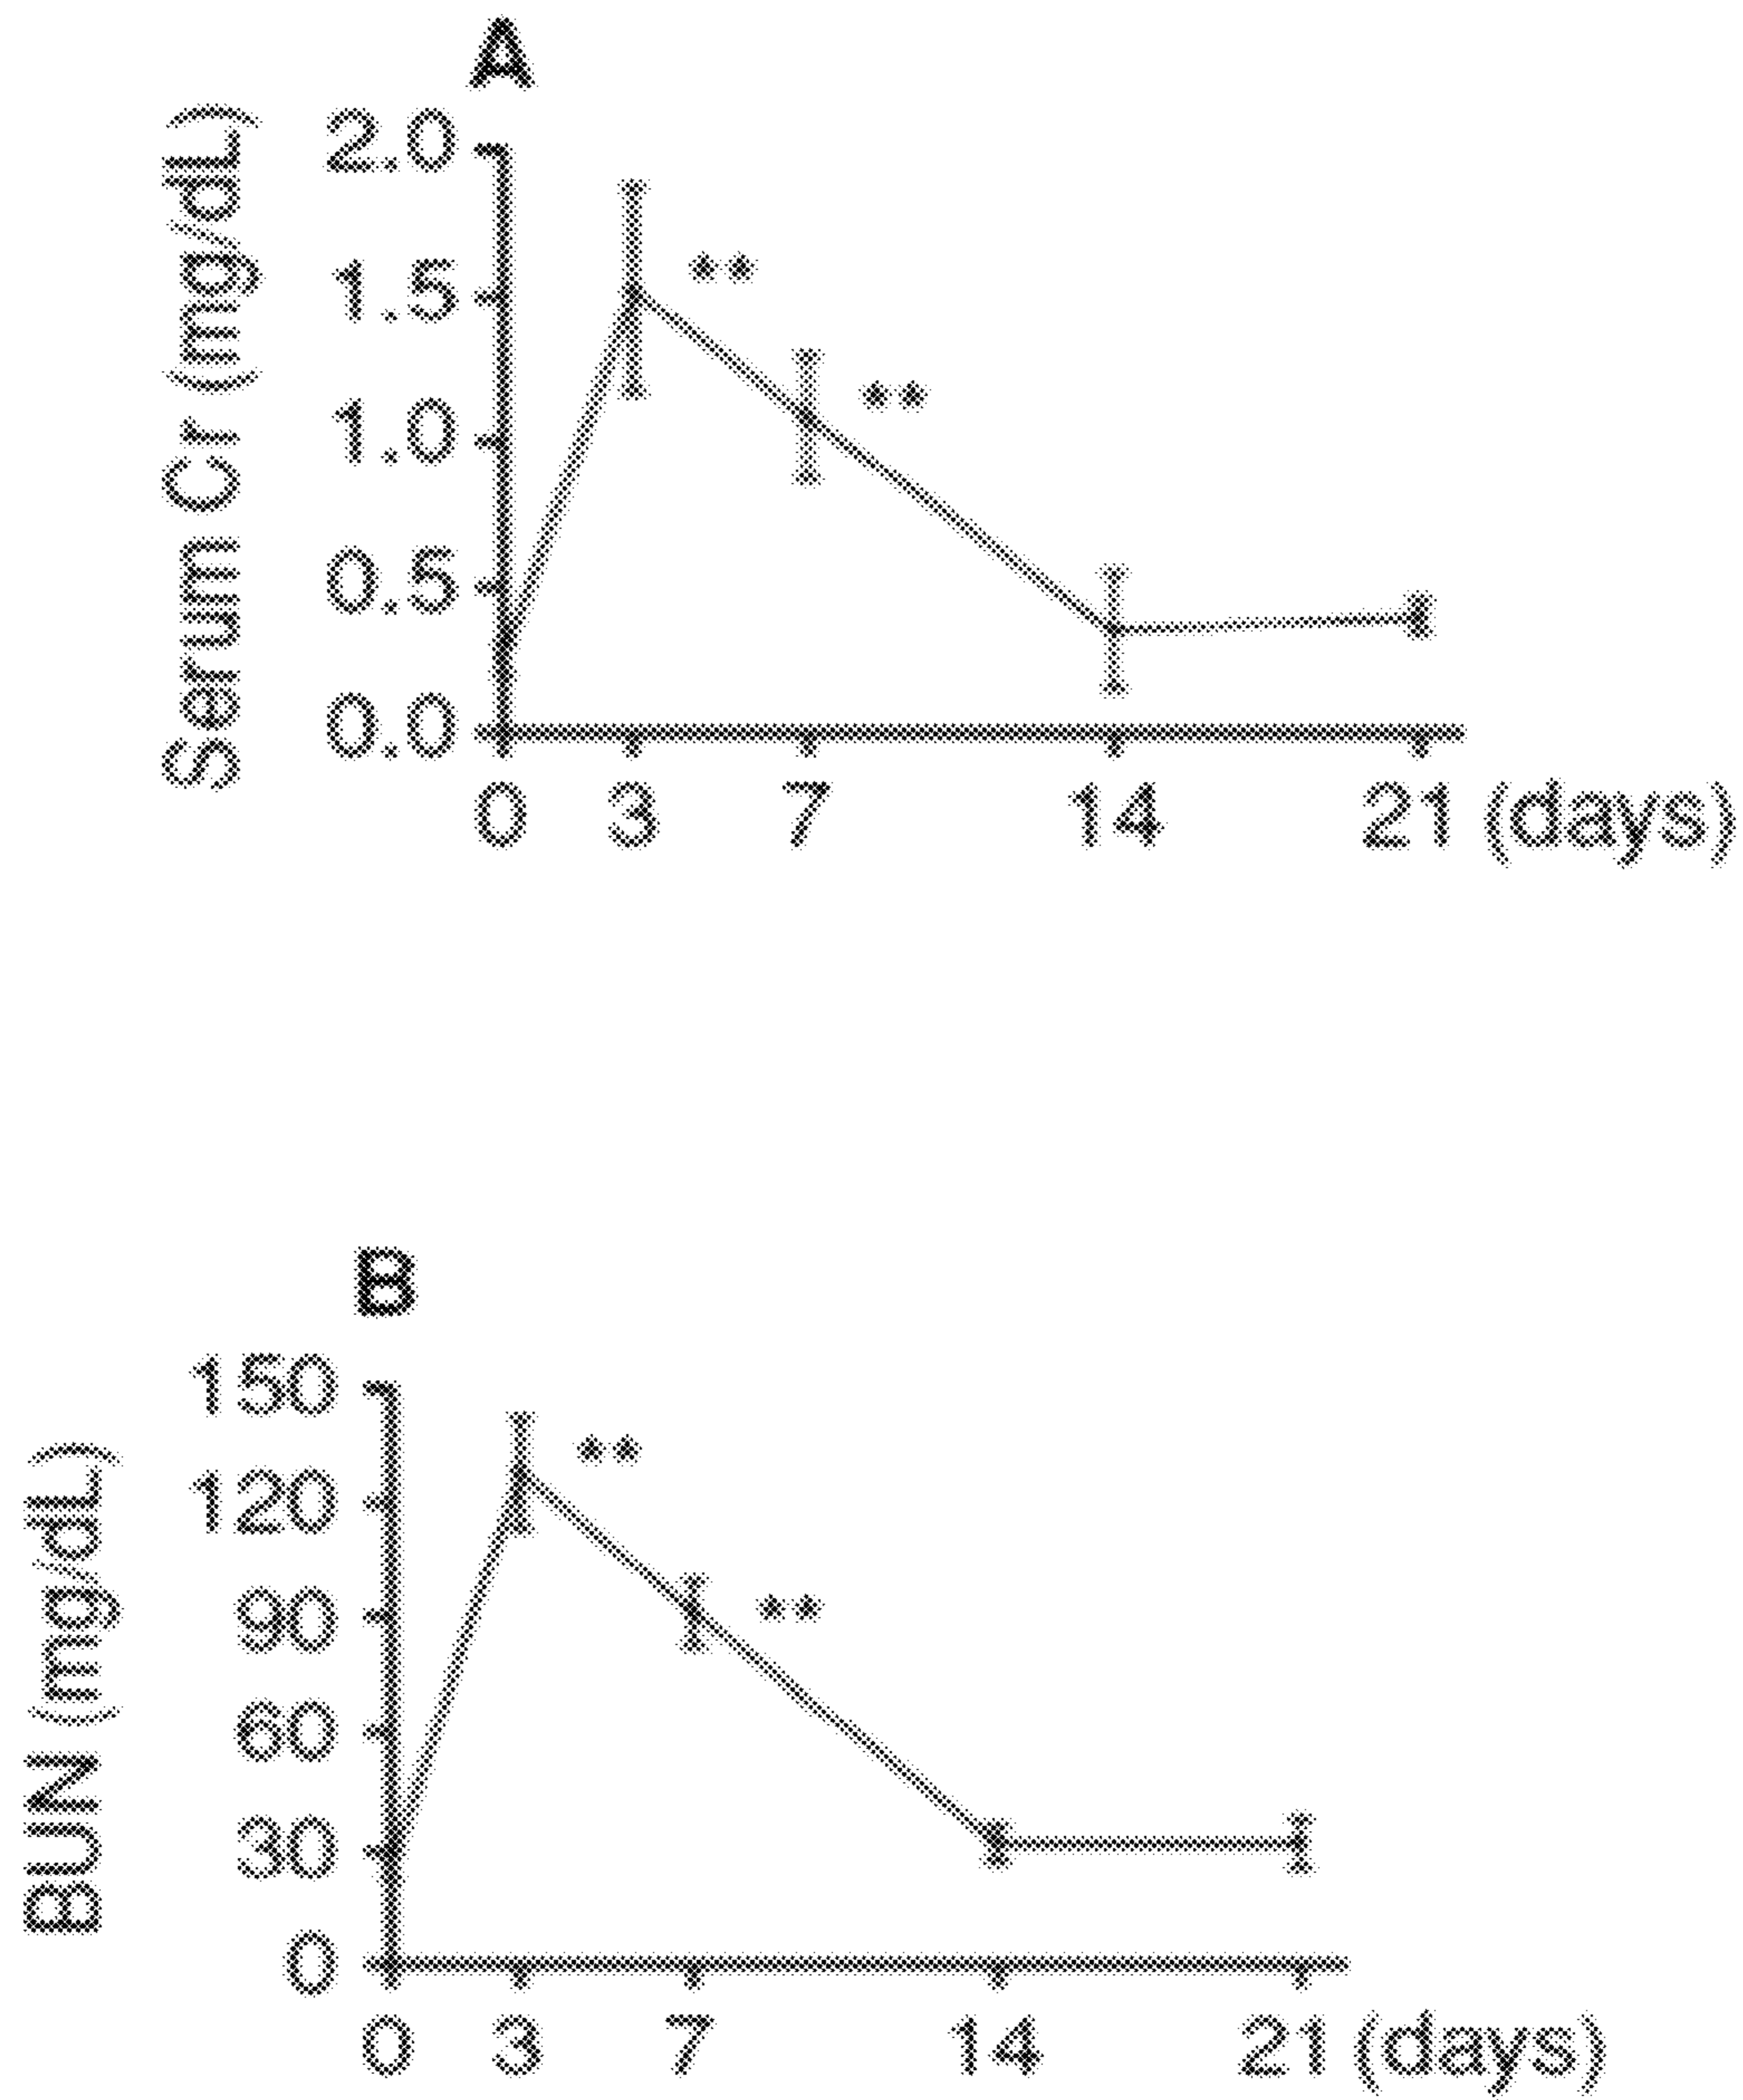 A
Serum Cr (mg/dL)
2.0
1.5
**
**
1.0
0.5
0.0
0 3 7 14 21 (days)
B
BUN (mg/dL)
150
**
120
90
**
60
30
0
0 3 7 14 21 (days)